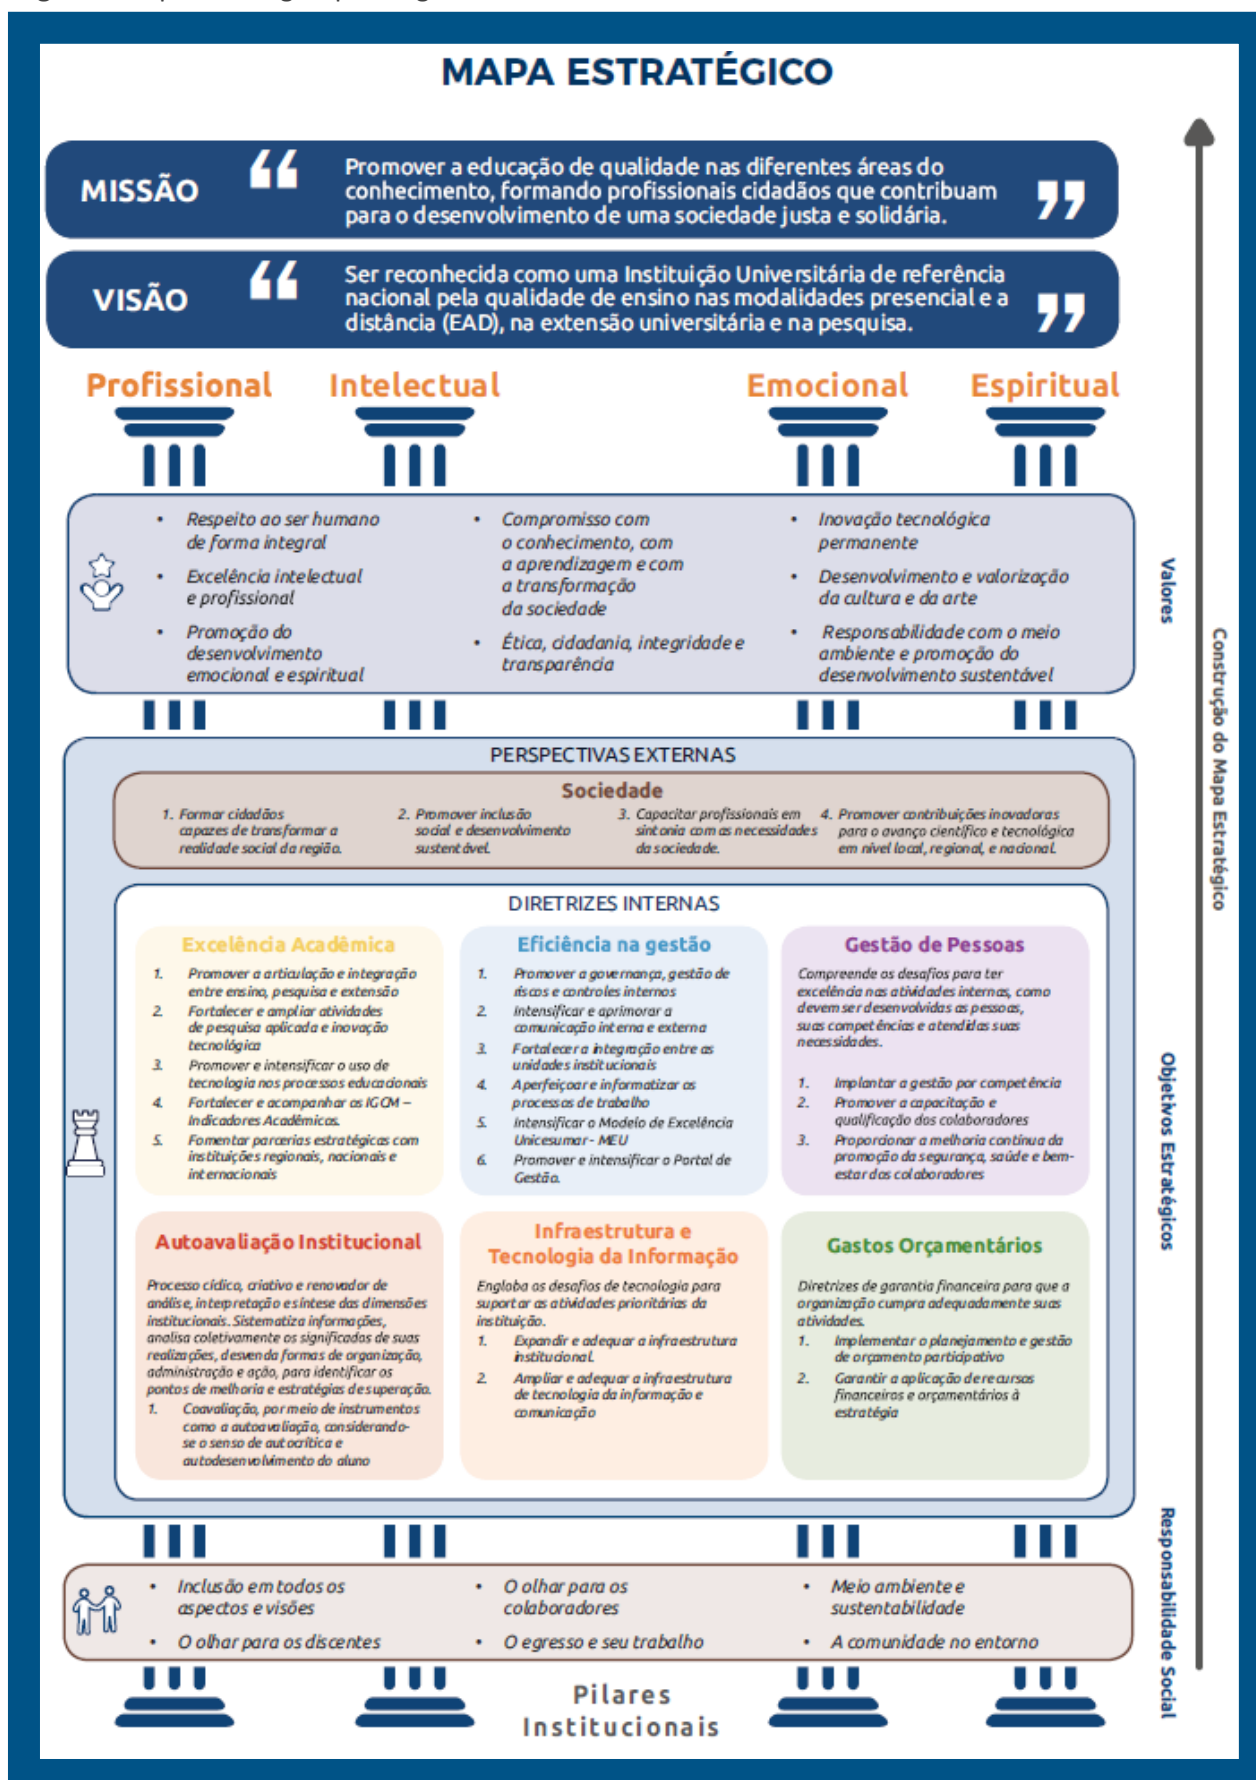 MAPA ESTRATÉGICO
MISSÃO
“
Promover a educação de qualidade nas diferentes áreas do
conhecimento, formando profissionais cidadãos que contribuam
para o desenvolvimento de uma sociedade justa e solidária.
”
VISÃO
“
Ser reconhecida como uma Instituição Universitária de referência
nacional pela qualidade de ensino nas modalidades presencial e a
distância (EAD), na extensão universitária e na pesquisa.
”
Profissional
Intelectual
Emocional
Espiritual
• Respeito ao ser humano
de forma integral
• Excelência intelectual
e profissional
• Promoção do
desenvolvimento
emocional e espiritual
• Compromisso com
o conhecimento, com
a aprendizagem e com
a transformação
da sociedade
• Ética, cidadania, integridade e
transparência
• Inovação tecnológica
permanente
• Desenvolvimento e valorização
da cultura e da arte
• Responsabilidade com o meio
ambiente e promoção do
desenvolvimento sustentável
Valores
Construção do Mapa Estratégico
PERSPECTIVAS EXTERNAS
Sociedade
1. Formar cidadãos
capazes de transformar a
realidade social da região.
2. Promover inclusão
social e desenvolvimento
sustentável.
3. Capacitar profissionais em
sintonia com as necessidades
da sociedade.
4. Promover contribuições inovadoras
para o avanço científico e tecnológica
em nível local, regional, e nacional.
DIRETRIZES INTERNAS
Excelência Acadêmica
1. Promover a articulação e integração
entre ensino, pesquisa e extensão
2. Fortalecer e ampliar atividades
de pesquisa aplicada e inovação
tecnológica
3. Promover e intensificar o uso de
tecnologia nos processos educacionais
4. Fortalecer e acompanhar os IGCM –
Indicadores Acadêmicos.
5. Fomentar parcerias estratégicas com
instituições regionais, nacionais e
internacionais
Eficiência na gestão
1. Promover a governança, gestão de
riscos e controles internos
2. Intensificar e aprimorar a
comunicação interna e externa
3. Fortalecer a integração entre as
unidades institucionais
4. Aperfeiçoar e informatizar os
processos de trabalho
5. Intensificar o Modelo de Excelência
Unicesumar- MEU
6. Promover e intensificar o Portal de
Gestão.
Gestão de Pessoas
Compreende os desafios para ter
excelência nas atividades internas, como
devem ser desenvolvidas as pessoas,
suas competências e atendidas suas
necessidades.
1. Implantar a gestão por competência
2. Promover a capacitação e
qualificação dos colaboradores
3. Proporcionar a melhoria contínua da
promoção da segurança, saúde e bem-
estar dos colaboradores
Objetivos Estratégicos
Autoavaliação Institucional
Processo cíclico, criativo e renovador de
análise, interpretação e síntese das dimensões
institucionais. Sistematiza informações,
analisa coletivamente os significados de suas
realizações, desvenda formas de organização,
administração e ação, para identificar os
pontos de melhoria e estratégias de superação.
1. Coavaliação, por meio de instrumentos
como a autoavaliação, considerando-
se o senso de autocrítica e
autodesenvolvimento do aluno
Infraestrutura e
Tecnologia da Informação
Engloba os desafios de tecnologia para
suportar as atividades prioritárias da
instituição.
1. Expandir e adequar a infraestrutura
institucional.
2. Ampliar e adequar a infraestrutura
de tecnologia da informação e
comunicação
Gastos Orçamentários
Diretrizes de garantia financeira para que a
organização cumpra adequadamente suas
atividades.
1. Implementar o planejamento e gestão
de orçamento participativo
2. Garantir a aplicação de recursos
financeiros e orçamentários à
estratégia
• Inclusão em todos os
aspectos e visões
• O olhar para os discentes
• O olhar para os
colaboradores
• O egresso e seu trabalho
• Meio ambiente e
sustentabilidade
• A comunidade no entorno
Responsabilidade Social
Pilares
Institucionais